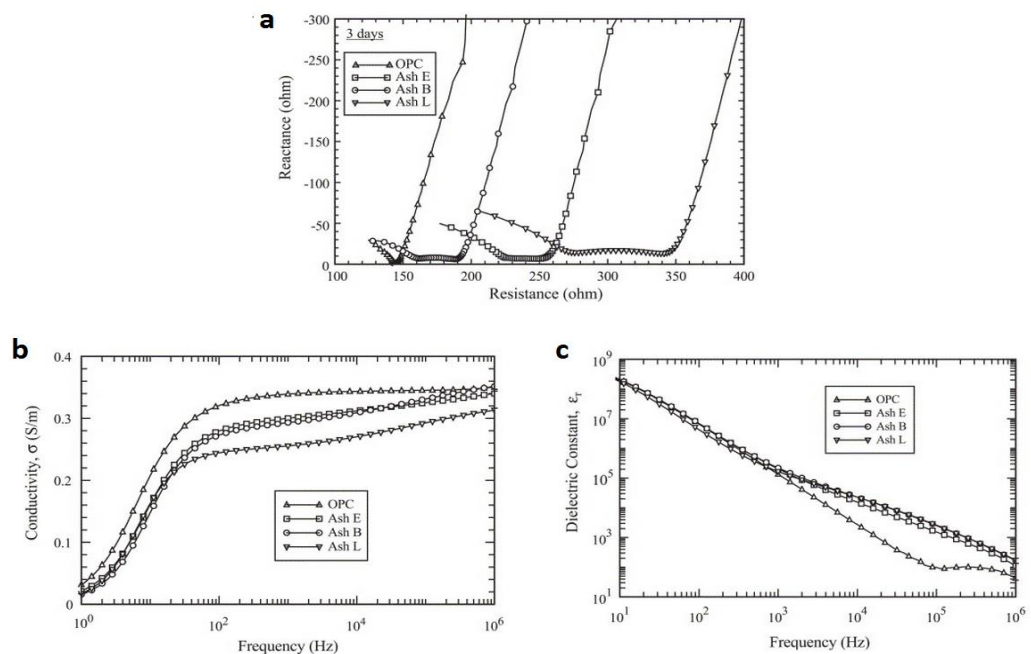 a
3 days
OPC
Ash E
Ash B
Ash L
-300
-250
-200
-150
-100
-50
0
Reactance (ohm)
100 150 200 250 300 350 400
Resistance (ohm)
b
0.4
0.3
0.2
0.1
0
Conductivity, σ (S/m)
OPC
Ash E
Ash B
Ash L
10⁰ 10² 10⁴ 10⁶
Frequency (Hz)
c
10⁹
10⁷
10⁵
10³
10¹
Dielectric Constant, εᵣ
OPC
Ash E
Ash B
Ash L
10¹ 10² 10³ 10⁴ 10⁵ 10⁶
Frequency (Hz)